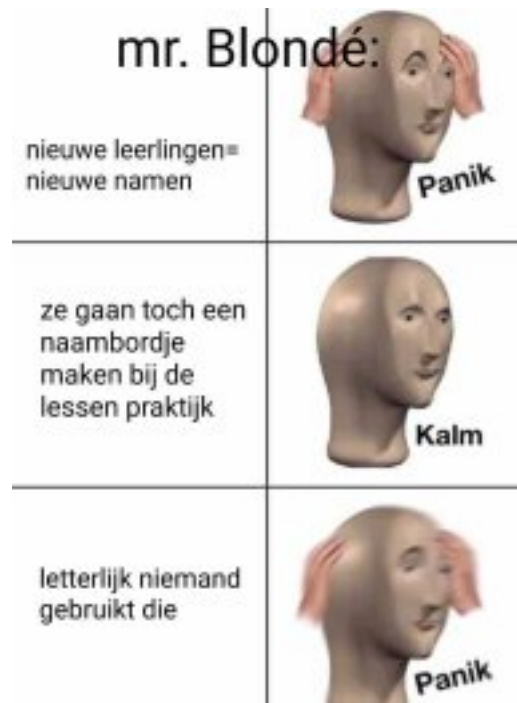 mr. Blondé:
nieuwe leerlingen=
nieuwe namen
Panik
ze gaan toch een
naambordje
maken bij de
lessen praktijk
Kalm
letterlijk niemand
gebruikt die
Panik